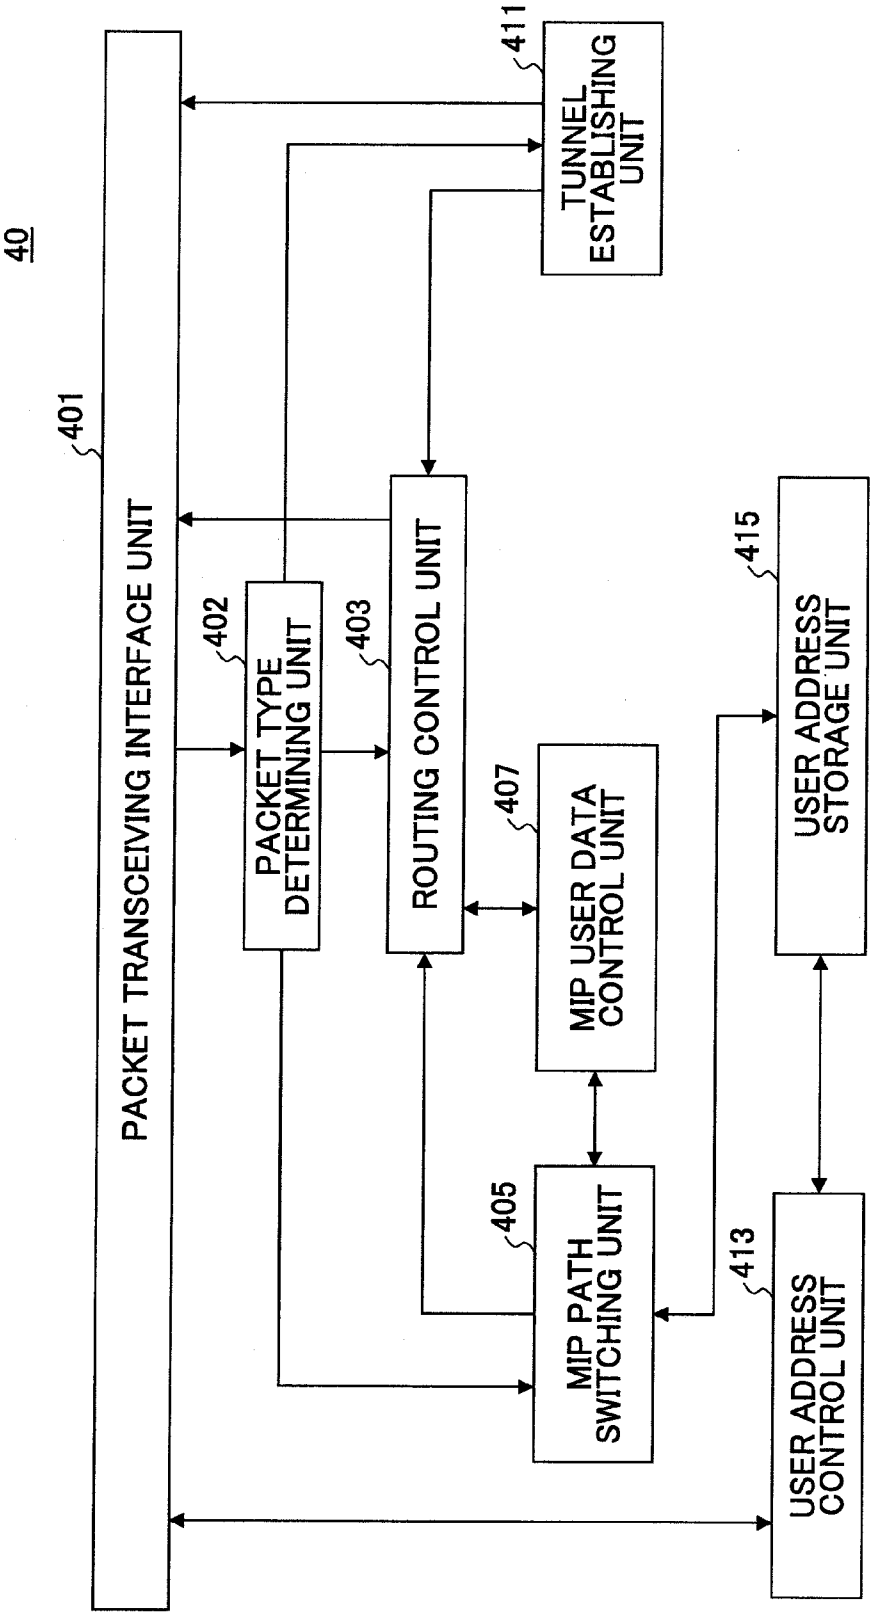 40
401
PACKET TRANSCEIVING INTERFACE UNIT
402
PACKET TYPE
DETERMINING UNIT
403
ROUTING CONTROL UNIT
411
TUNNEL
ESTABLISHING
UNIT
405
MIP PATH
SWITCHING UNIT
407
MIP USER DATA
CONTROL UNIT
413
USER ADDRESS
CONTROL UNIT
415
USER ADDRESS
STORAGE UNIT